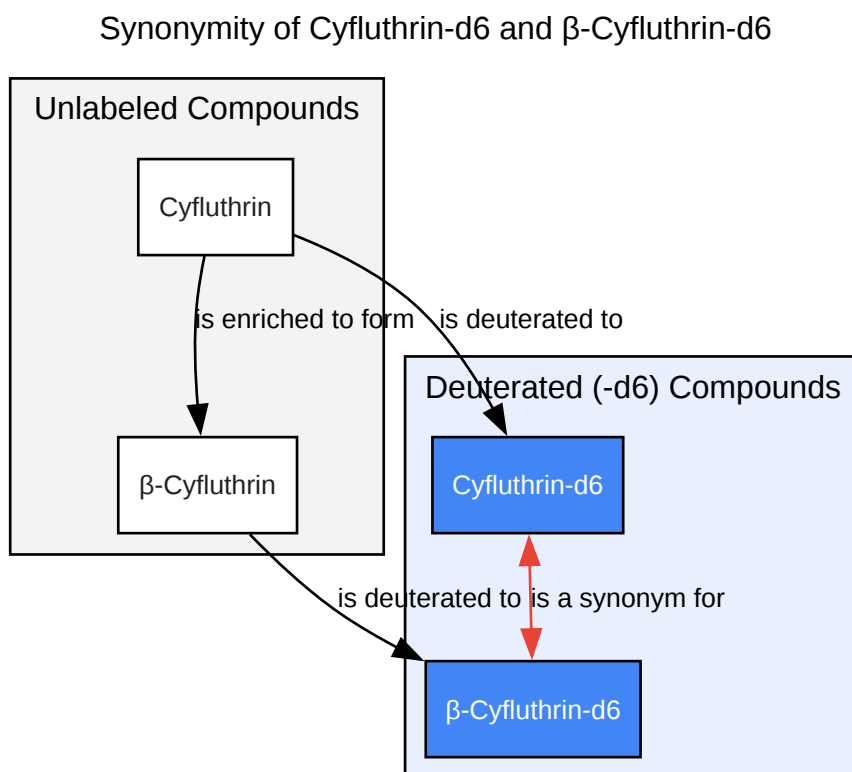 Synonymity of Cyfluthrin-d6 and β-Cyfluthrin-d6
Unlabeled Compounds
Cyfluthrin
is enriched to form
is deuterated to
Deuterated (-d6) Compounds
β-Cyfluthrin
Cyfluthrin-d6
is deuterated to
is a synonym for
β-Cyfluthrin-d6